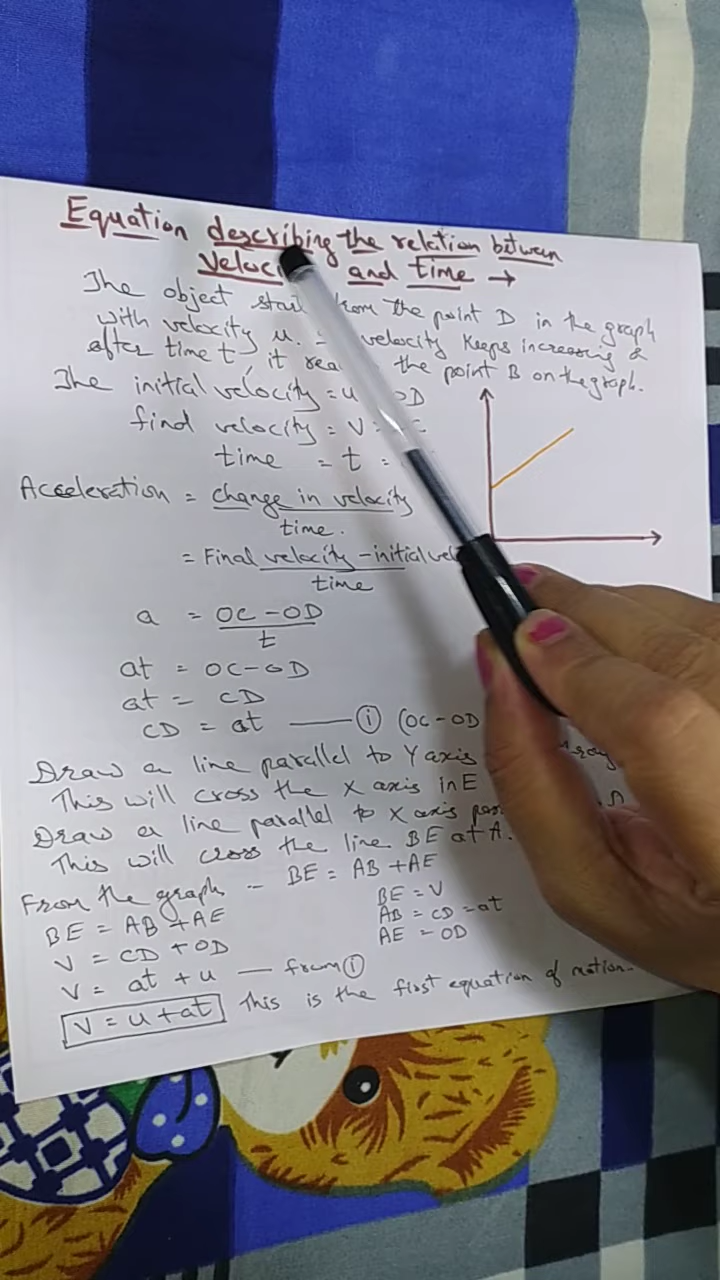 Equation describing the relation between
and time →
The object from the point D in the graph
with velocity u. velocity keeps increasing &
after time 't', it the point B on the graph.
The initial velocity = u OD
find velocity = V =
time = t =
Acceleration = change in velocity
time.
= Final velocity - initial
time
a = OC - OD
t
at = OC - OD
at = CD
CD = at —— (i) (OC - OD
Draw a line parallel to Y axis
This will cross the X axis in E
Draw a line parallel to X axis
This will cross the line BE at A.
From the graph - BE = AB + AE
BE = AB + AE
V = CD + OD
V = at + u — from (i)
V = u + at This is the first equation of motion.
BE = V
AB = CD = at
AE = OD